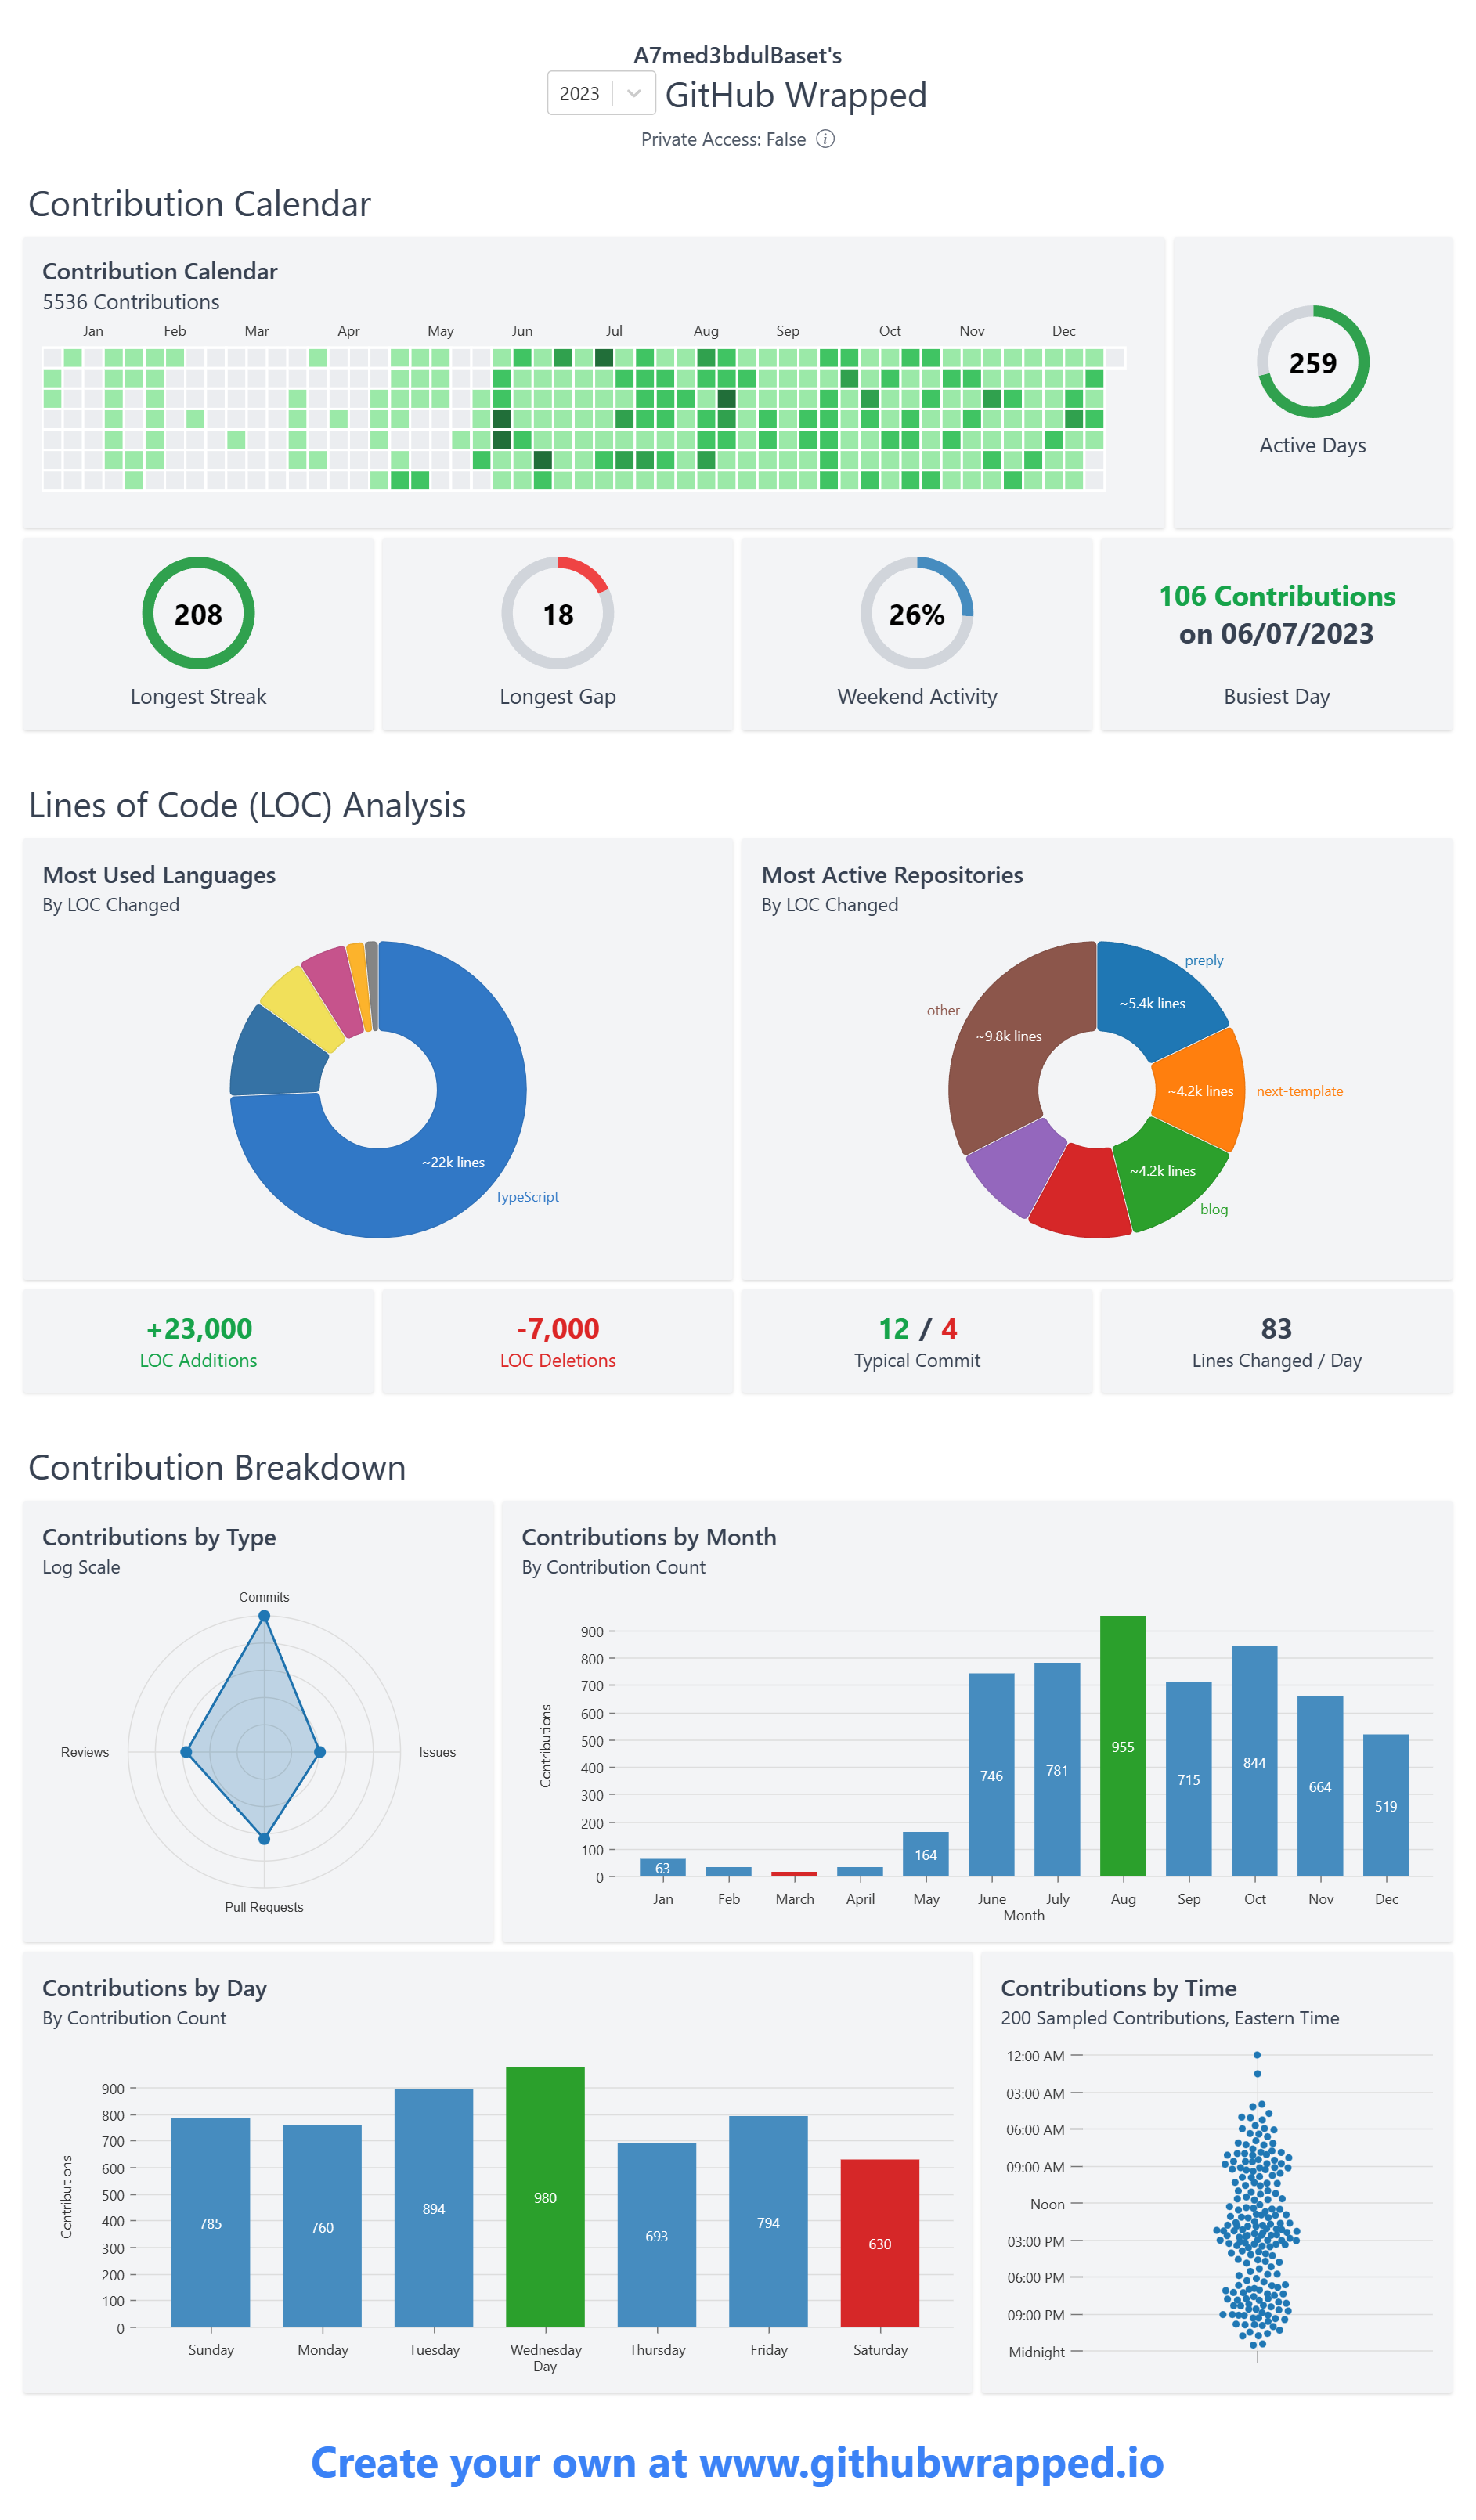 A7med3bdulBaset's
2023 GitHub Wrapped
Private Access: False
Contribution Calendar
Contribution Calendar
5536 Contributions
Jan Feb Mar Apr May Jun Jul Aug Sep Oct Nov Dec
259
Active Days
208
Longest Streak
18
Longest Gap
26%
Weekend Activity
106 Contributions
on 06/07/2023
Busiest Day
Lines of Code (LOC) Analysis
Most Used Languages
By LOC Changed
~22k lines
TypeScript
Most Active Repositories
By LOC Changed
preply
~5.4k lines
other
~9.8k lines
~4.2k lines next-template
~4.2k lines
blog
+23,000
LOC Additions
-7,000
LOC Deletions
12 / 4
Typical Commit
83
Lines Changed / Day
Contribution Breakdown
Contributions by Type
Log Scale
Commits
Reviews
Issues
Pull Requests
Contributions by Month
By Contribution Count
Contributions
900
800
700
600
500
400
300
200
100
0
63
164
746
781
955
715
844
664
519
Jan Feb March April May June July Aug Sep Oct Nov Dec
Month
Contributions by Day
By Contribution Count
Contributions
900
800
700
600
500
400
300
200
100
0
785
760
894
980
693
794
630
Sunday Monday Tuesday Wednesday Thursday Friday Saturday
Day
Contributions by Time
200 Sampled Contributions, Eastern Time
12:00 AM
03:00 AM
06:00 AM
09:00 AM
Noon
03:00 PM
06:00 PM
09:00 PM
Midnight
Create your own at www.githubwrapped.io